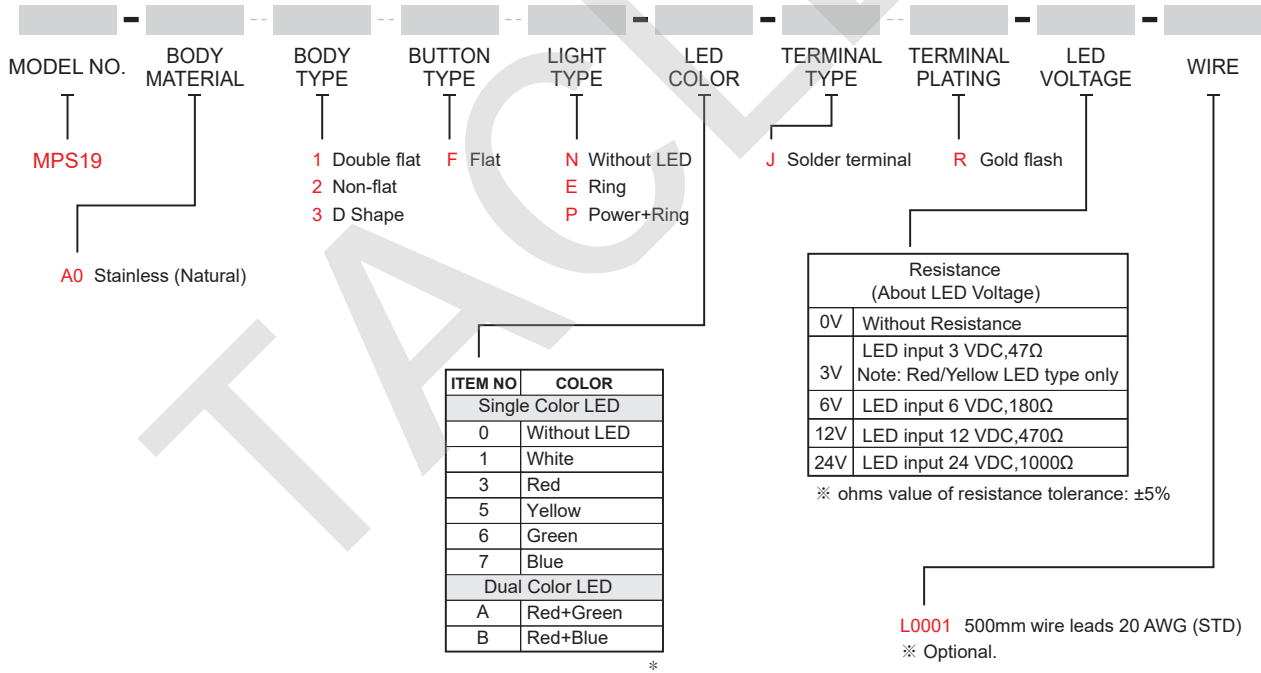 MODEL NO.
BODY MATERIAL
BODY TYPE
BUTTON TYPE
LIGHT TYPE
LED COLOR
TERMINAL TYPE
TERMINAL PLATING
LED VOLTAGE
WIRE
MPS19
A0 Stainless (Natural)
1 Double flat
2 Non-flat
3 D Shape
F Flat
N Without LED
E Ring
P Power+Ring
J Solder terminal
R Gold flash
ITEM NO COLOR
Single Color LED
0 Without LED
1 White
3 Red
5 Yellow
6 Green
7 Blue
Dual Color LED
A Red+Green
B Red+Blue
*
Resistance
(About LED Voltage)
0V Without Resistance
3V LED input 3 VDC,47Ω
Note: Red/Yellow LED type only
6V LED input 6 VDC,180Ω
12V LED input 12 VDC,470Ω
24V LED input 24 VDC,1000Ω
※ ohms value of resistance tolerance: ±5%
L0001 500mm wire leads 20 AWG (STD)
※ Optional.